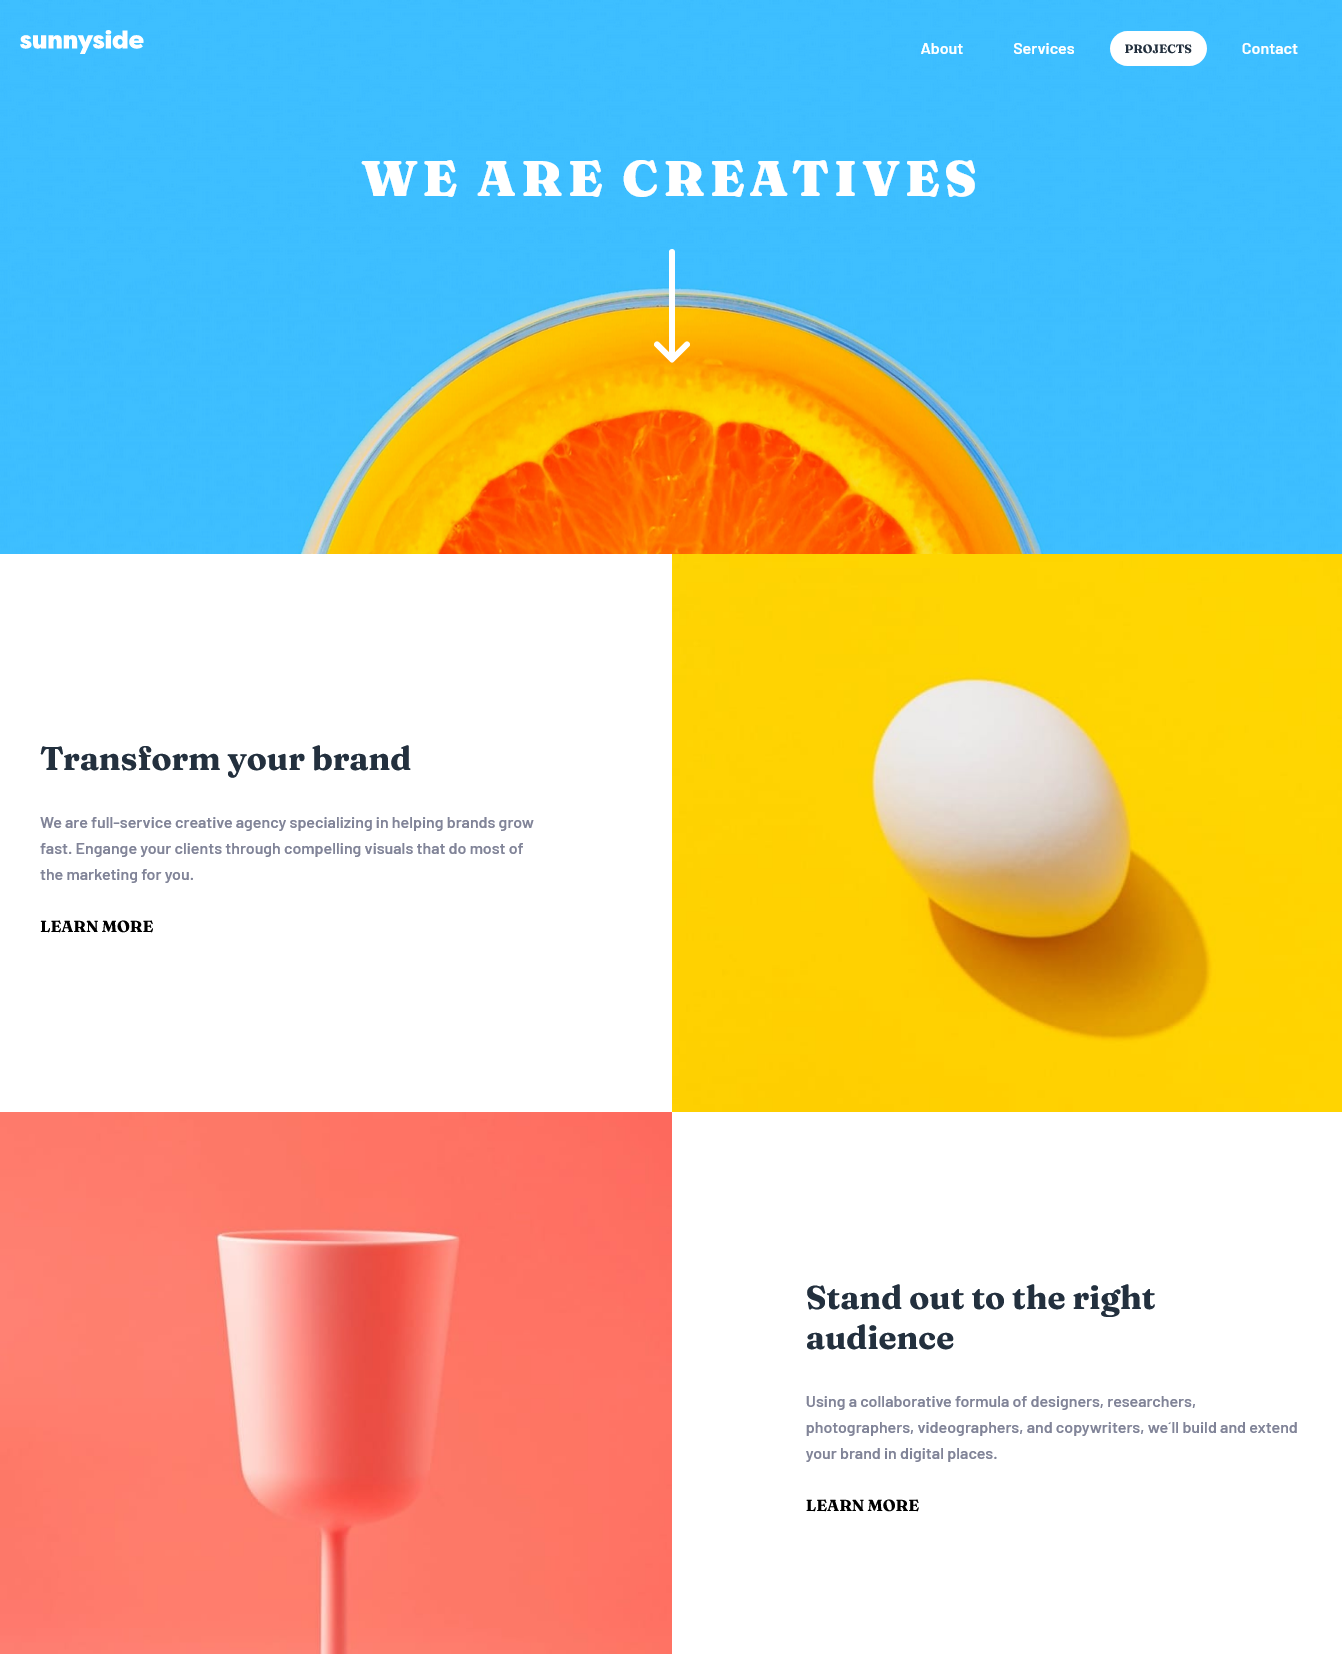 sunnyside
About Services PROJECTS Contact
WE ARE CREATIVES
Transform your brand
We are full-service creative agency specializing in helping brands grow
fast. Engange your clients through compelling visuals that do most of
the marketing for you.
LEARN MORE
Stand out to the right
audience
Using a collaborative formula of designers, researchers,
photographers, videographers, and copywriters, we´ll build and extend
your brand in digital places.
LEARN MORE